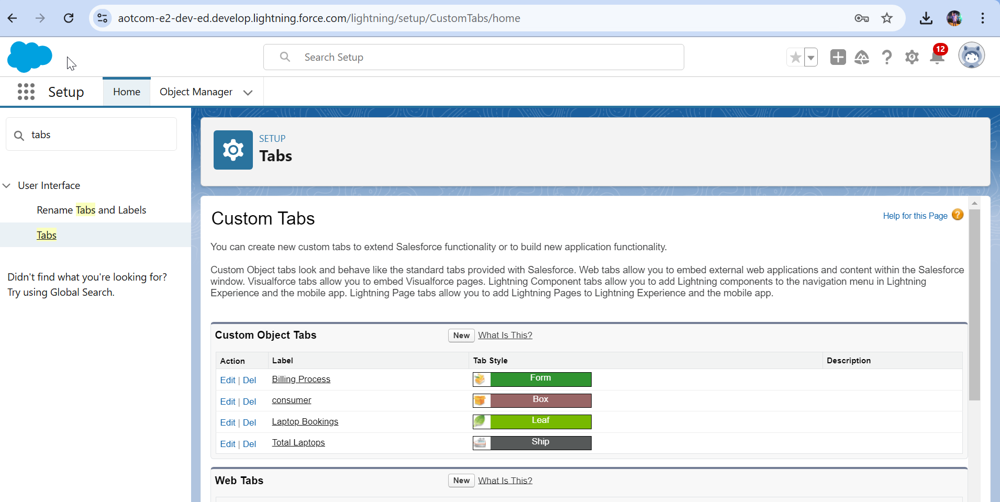 aotcom-e2-dev-ed.develop.lightning.force.com/lightning/setup/CustomTabs/home
Search Setup
12
Setup
Home
Object Manager
tabs
User Interface
Rename Tabs and Labels
Tabs
Didn't find what you're looking for?
Try using Global Search.
SETUP
Tabs
Custom Tabs
Help for this Page ?
You can create new custom tabs to extend Salesforce functionality or to build new application functionality.
Custom Object tabs look and behave like the standard tabs provided with Salesforce. Web tabs allow you to embed external web applications and content within the Salesforce
window. Visualforce tabs allow you to embed Visualforce pages. Lightning Component tabs allow you to add Lightning components to the navigation menu in Lightning
Experience and the mobile app. Lightning Page tabs allow you to add Lightning Pages to Lightning Experience and the mobile app.
Custom Object Tabs New What Is This?
Action Label Tab Style Description
Edit | Del Billing Process Form
Edit | Del consumer Box
Edit | Del Laptop Bookings Leaf
Edit | Del Total Laptops Ship
Web Tabs New What Is This?